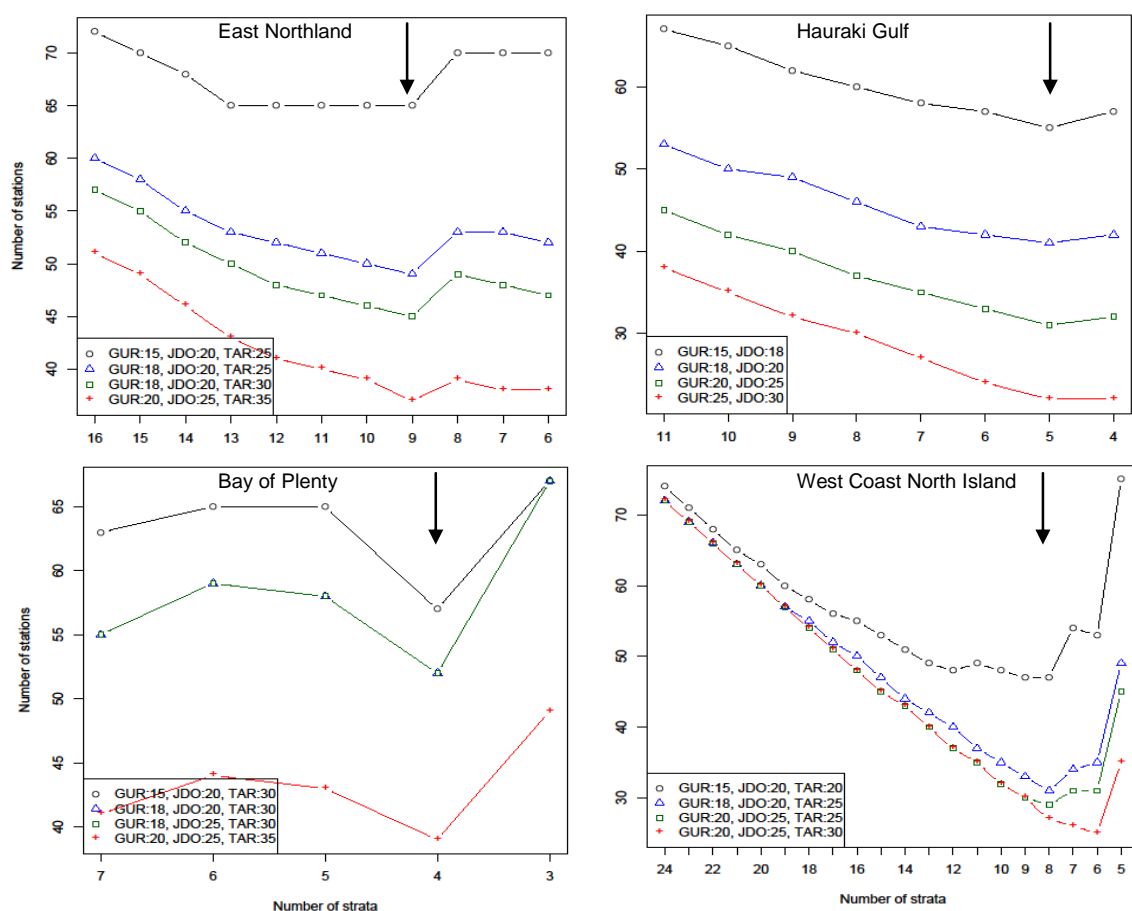 East Northland
Number of stations
70
65
60
55
50
45
40
GUR:15, JDO:20, TAR:25
GUR:18, JDO:20, TAR:25
GUR:18, JDO:20, TAR:30
GUR:20, JDO:25, TAR:35
16 15 14 13 12 11 10 9 8 7 6
Hauraki Gulf
60
50
40
30
GUR:15, JDO:18
GUR:18, JDO:20
GUR:20, JDO:25
GUR:25, JDO:30
11 10 9 8 7 6 5 4
Bay of Plenty
Number of stations
65
60
55
50
45
40
GUR:15, JDO:20, TAR:30
GUR:18, JDO:20, TAR:30
GUR:18, JDO:25, TAR:30
GUR:20, JDO:25, TAR:35
7 6 5 4 3
Number of strata
West Coast North Island
70
60
50
40
30
GUR:15, JDO:20, TAR:20
GUR:18, JDO:20, TAR:25
GUR:20, JDO:25, TAR:25
GUR:20, JDO:25, TAR:30
24 22 20 18 16 14 12 10 9 8 7 6 5
Number of strata